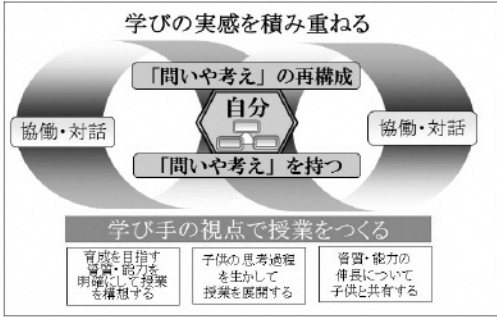 学びの実感を積み重ねる
「問いや考え」の再構成
自分
協働・対話
協働・対話
「問いや考え」を持つ
学び手の視点で授業をつくる
育成を目指す
資質・能力を
明確にして授業
を構想する
子供の思考過程
を生かして
授業を展開する
資質・能力の
伸長について
子供と共有する